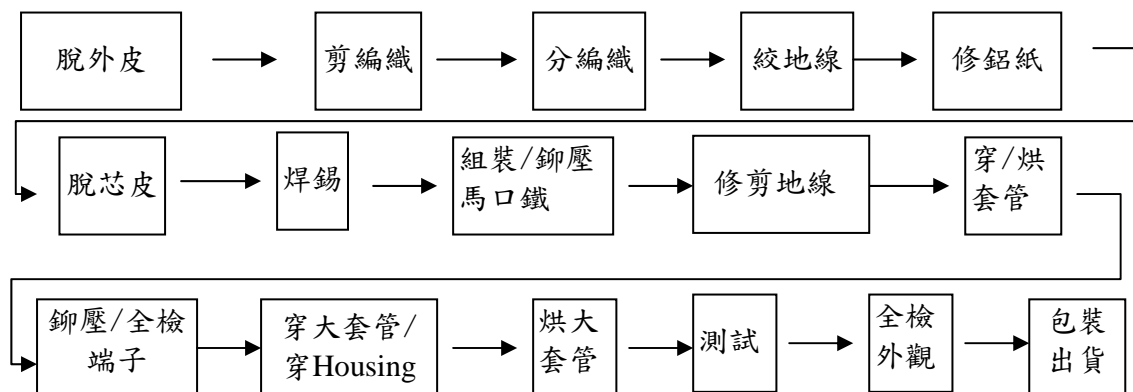 脫外皮
剪編織
分編織
絞地線
修鋁紙
脫芯皮
焊錫
組裝/鉚壓
馬口鐵
修剪地線
穿/烘
套管
鉚壓/全檢
端子
穿大套管/
穿Housing
烘大
套管
測試
全檢
外觀
包裝
出貨